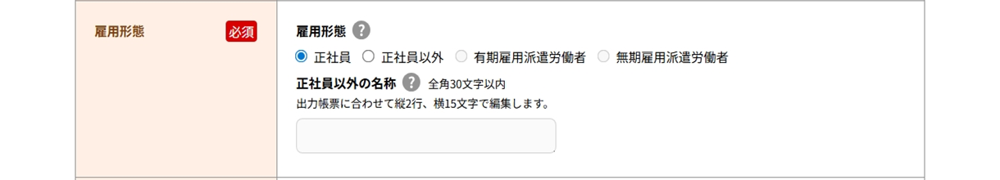 雇用形態 必須
雇用形態 ?
正社員 正社員以外 有期雇用派遣労働者 無期雇用派遣労働者
正社員以外の名称 ? 全角30文字以内
出力帳票に合わせて縦2行、横15文字で編集します。